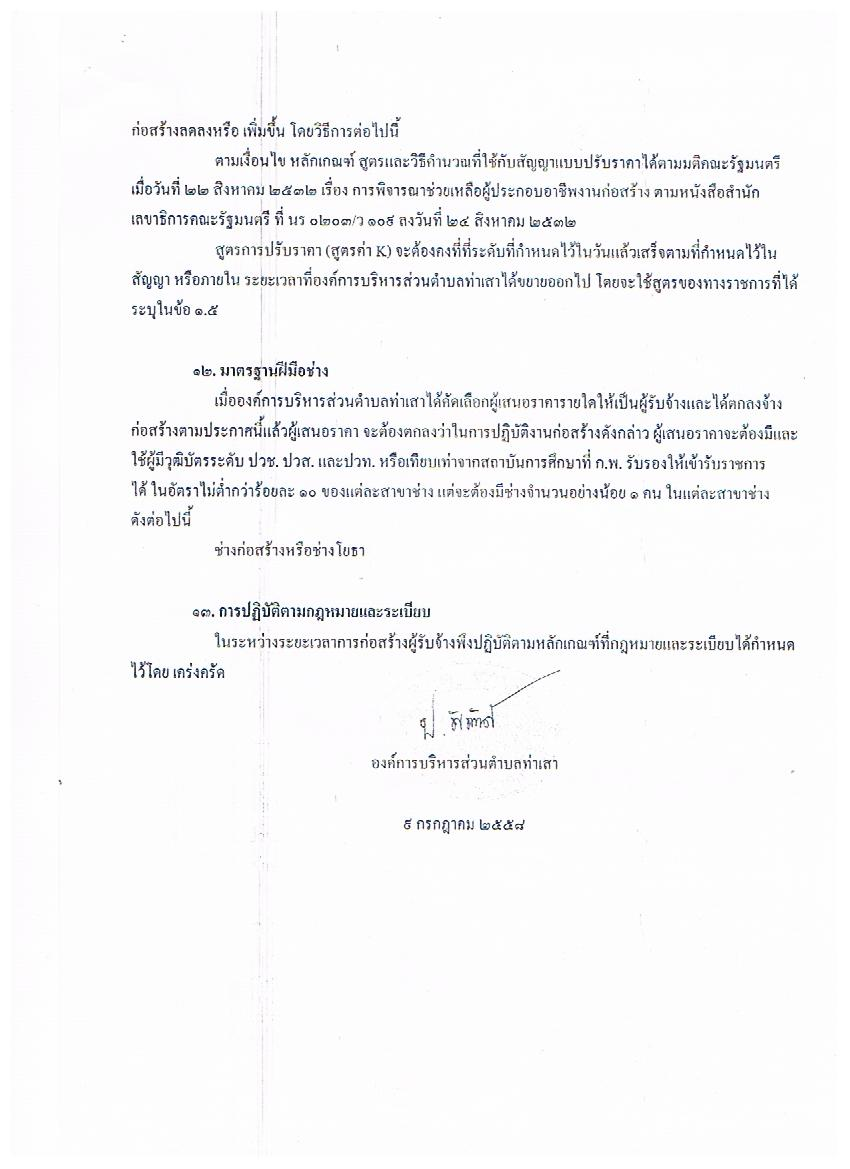 ก่อสร้างลดลงหรือ เพิ่มขึ้น โดยวิธีการต่อไปนี้
ตามเงื่อนไข หลักเกณฑ์ สูตรและวิธีคำนวณที่ใช้กับสัญญาแบบปรับราคาได้ตามมติคณะรัฐมนตรี
เมื่อวันที่ ๒๒ สิงหาคม ๒๕๓๒ เรื่อง การพิจารณาช่วยเหลือผู้ประกอบอาชีพงานก่อสร้าง ตามหนังสือสำนัก
เลขาธิการคณะรัฐมนตรี ที่ นร ๐๒๐๓/ว ๑๐๙ ลงวันที่ ๒๔ สิงหาคม ๒๕๓๒
สูตรการปรับราคา (สูตรค่า K) จะต้องคงที่ที่ระดับที่กำหนดไว้ในวันแล้วเสร็จตามที่กำหนดไว้ใน
สัญญา หรือภายใน ระยะเวลาที่องค์การบริหารส่วนตำบลท่าเสาได้ขยายออกไป โดยจะใช้สูตรของทางราชการที่ได้
ระบุในข้อ ๑.๕
๑๒. มาตรฐานฝีมือช่าง
เมื่อองค์การบริหารส่วนตำบลท่าเสาได้คัดเลือกผู้เสนอราคารายใดให้เป็นผู้รับจ้างและได้ตกลงจ้าง
ก่อสร้างตามประกาศนี้แล้วผู้เสนอราคา จะต้องตกลงว่าในการปฏิบัติงานก่อสร้างดังกล่าว ผู้เสนอราคาจะต้องมีและ
ใช้ผู้มีวุฒิบัตรระดับ ปวช. ปวส. และปวท. หรือเทียบเท่าจากสถาบันการศึกษาที่ ก.พ. รับรองให้เข้ารับราชการ
ได้ ในอัตราไม่ต่ำกว่าร้อยละ ๑๐ ของแต่ละสาขาช่าง แต่จะต้องมีช่างจำนวนอย่างน้อย ๑ คน ในแต่ละสาขาช่าง
ดังต่อไปนี้
ช่างก่อสร้างหรือช่างโยธา
๑๓. การปฏิบัติตามกฎหมายและระเบียบ
ในระหว่างระยะเวลาการก่อสร้างผู้รับจ้างพึงปฏิบัติตามหลักเกณฑ์ที่กฎหมายและระเบียบได้กำหนด
ไว้โดย เคร่งครัด
องค์การบริหารส่วนตำบลท่าเสา
๙ กรกฎาคม ๒๕๕๘